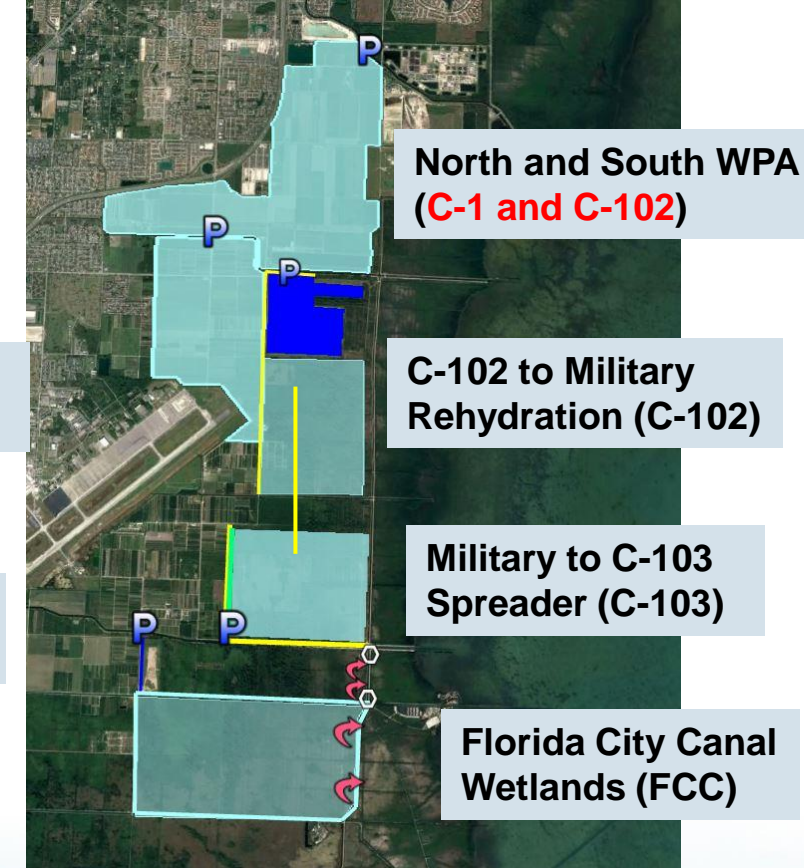 P
North and South WPA
(C-1 and C-102)
P
P
C-102 to Military
Rehydration (C-102)
Military to C-103
Spreader (C-103)
P
P
Florida City Canal
Wetlands (FCC)